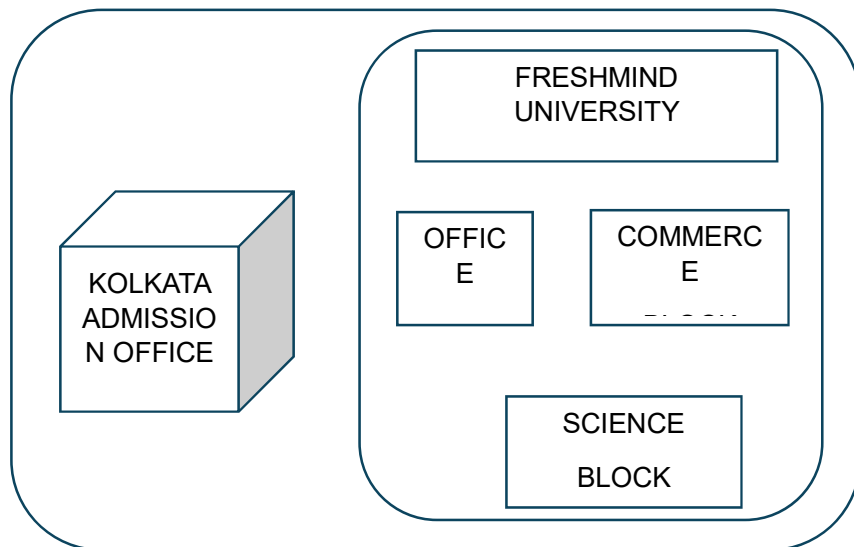 FRESHMIND
UNIVERSITY
OFFIC
E
COMMERC
E
KOLKATA
ADMISSIO
N OFFICE
SCIENCE
BLOCK